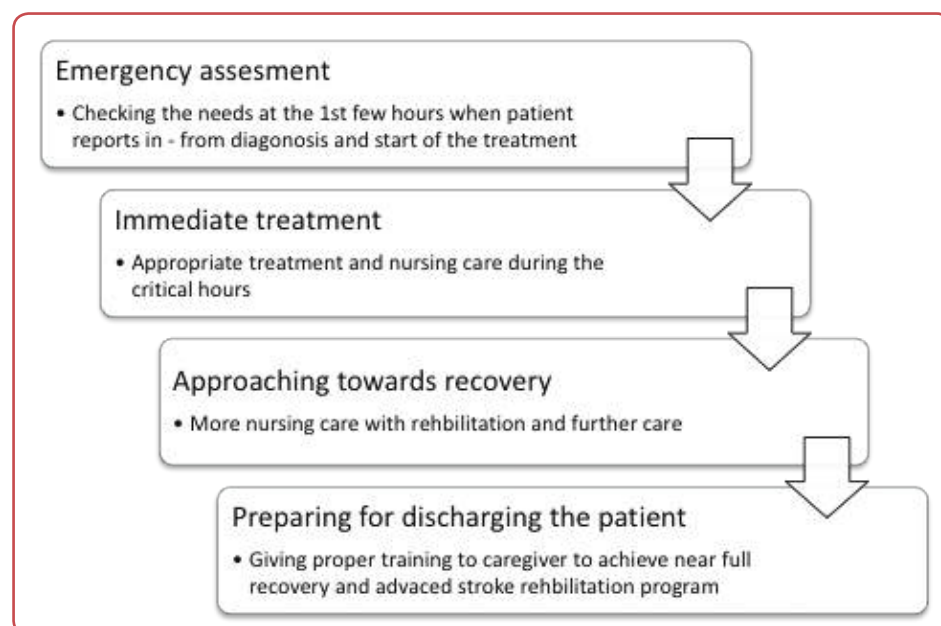 Emergency assesment
• Checking the needs at the 1st few hours when patient
reports in - from diagonosis and start of the treatment
Immediate treatment
• Appropriate treatment and nursing care during the
critical hours
Approaching towards recovery
• More nursing care with rehbilitation and further care
Preparing for discharging the patient
• Giving proper training to caregiver to achieve near full
recovery and advaced stroke rehbilitation program